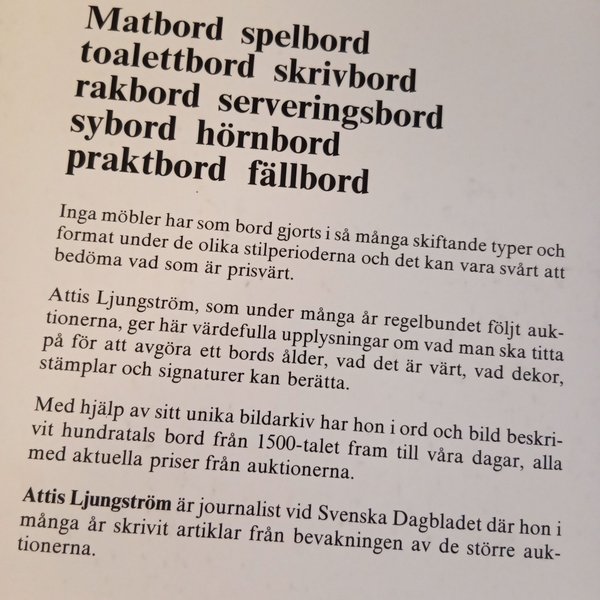 Matbord spelbord
toalettbord skrivbord
rakbord serveringsbord
sybord hörnbord
praktbord fällbord
Inga möbler har som bord gjorts i så många skiftande typer och
format under de olika stilperioderna och det kan vara svårt att
bedöma vad som är prisvärt.
Attis Ljungström, som under många år regelbundet följt auk-
tionerna, ger här värdefulla upplysningar om vad man ska titta
på för att avgöra ett bords ålder, vad det är värt, vad dekor,
stämplar och signaturer kan berätta.
Med hjälp av sitt unika bildarkiv har hon i ord och bild beskri-
vit hundratals bord från 1500-talet fram till våra dagar, alla
med aktuella priser från auktionerna.
Attis Ljungström är journalist vid Svenska Dagbladet där hon i
många år skrivit artiklar från bevakningen av de större auk-
tionerna.